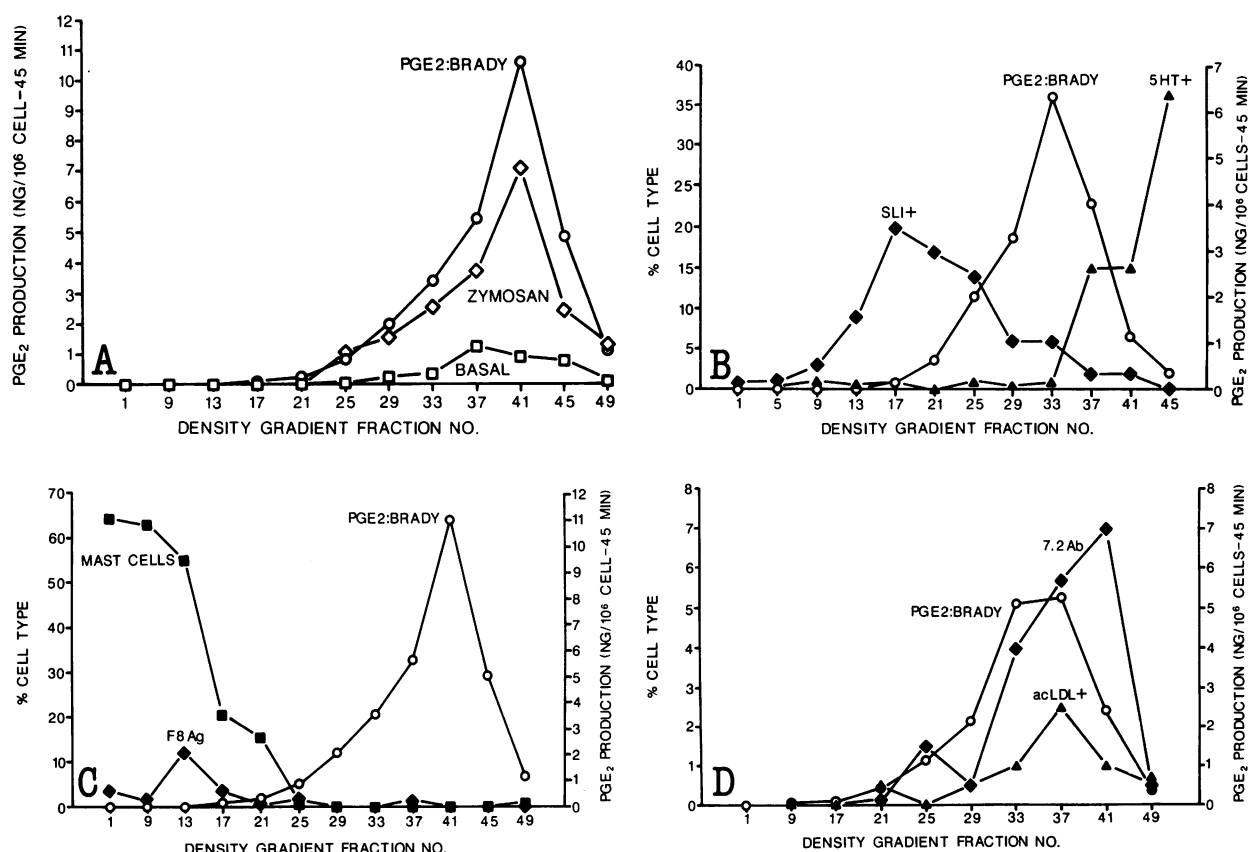 PGE2 PRODUCTION (NG/10⁶ CELL-45 MIN)
12
11
10
9
8
7
6
5
4
3
2
1
0
PGE2:BRADY
ZYMOSAN
BASAL
A
1 9 13 17 21 25 29 33 37 41 45 49
DENSITY GRADIENT FRACTION NO.
% CELL TYPE
40
35
30
25
20
15
10
5
0
PGE2:BRADY
5HT+
SLI+
B
7
6
5
4
3
2
1
0
PGE₂ PRODUCTION (NG/10⁶ CELLS-45 MIN)
1 5 9 13 17 21 25 29 33 37 41 45
DENSITY GRADIENT FRACTION NO.
% CELL TYPE
70
60
50
40
30
20
10
0
PGE2:BRADY
MAST CELLS
F8Ag
C
12
11
10
9
8
7
6
5
4
3
2
1
0
PGE₂ PRODUCTION (NG/10⁶ CELL-45 MIN)
1 9 13 17 21 25 29 33 37 41 45 49
DENSITY GRADIENT FRACTION NO.
% CELL TYPE
8
7
6
5
4
3
2
1
0
7.2Ab
PGE2:BRADY
acLDL+
D
8
7
6
5
4
3
2
1
0
PGE₂ PRODUCTION (NG/10⁶ CELLS-45 MIN)
1 9 17 21 25 29 33 37 41 49
DENSITY GRADIENT FRACTION NO.